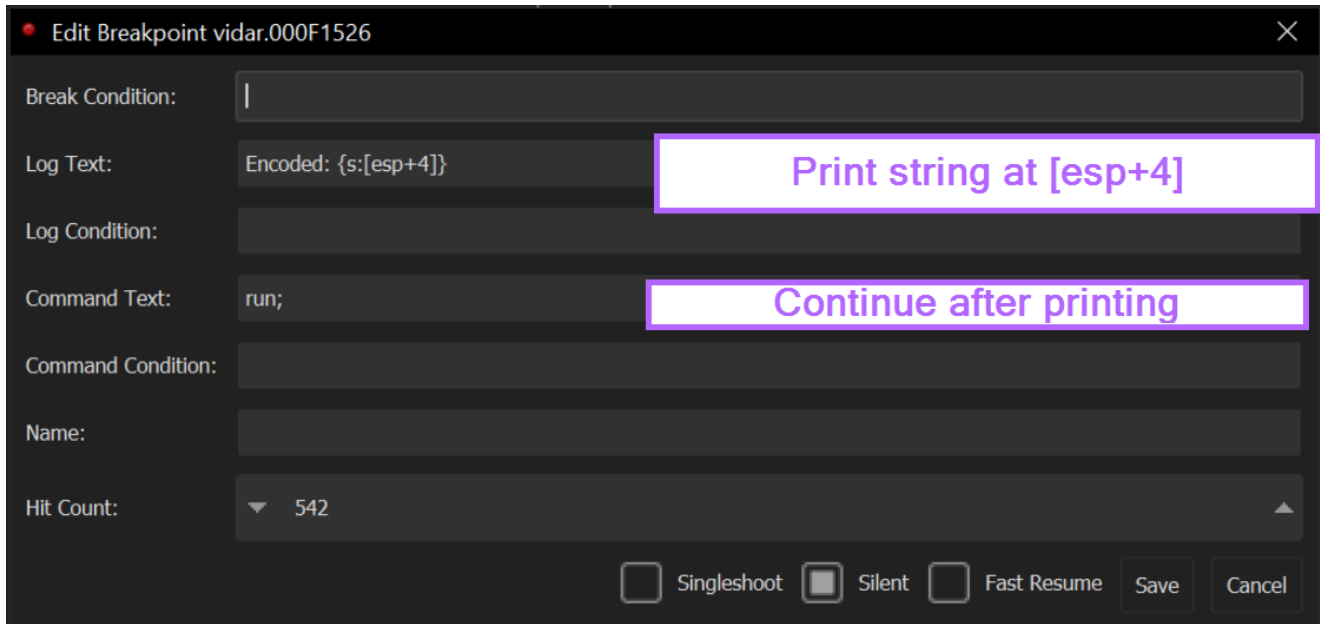 Edit Breakpoint vidar.000F1526
Break Condition:
Log Text: Encoded: {s:[esp+4]} Print string at [esp+4]
Log Condition:
Command Text: run; Continue after printing
Command Condition:
Name:
Hit Count: 542
Singleshoot Silent Fast Resume Save Cancel